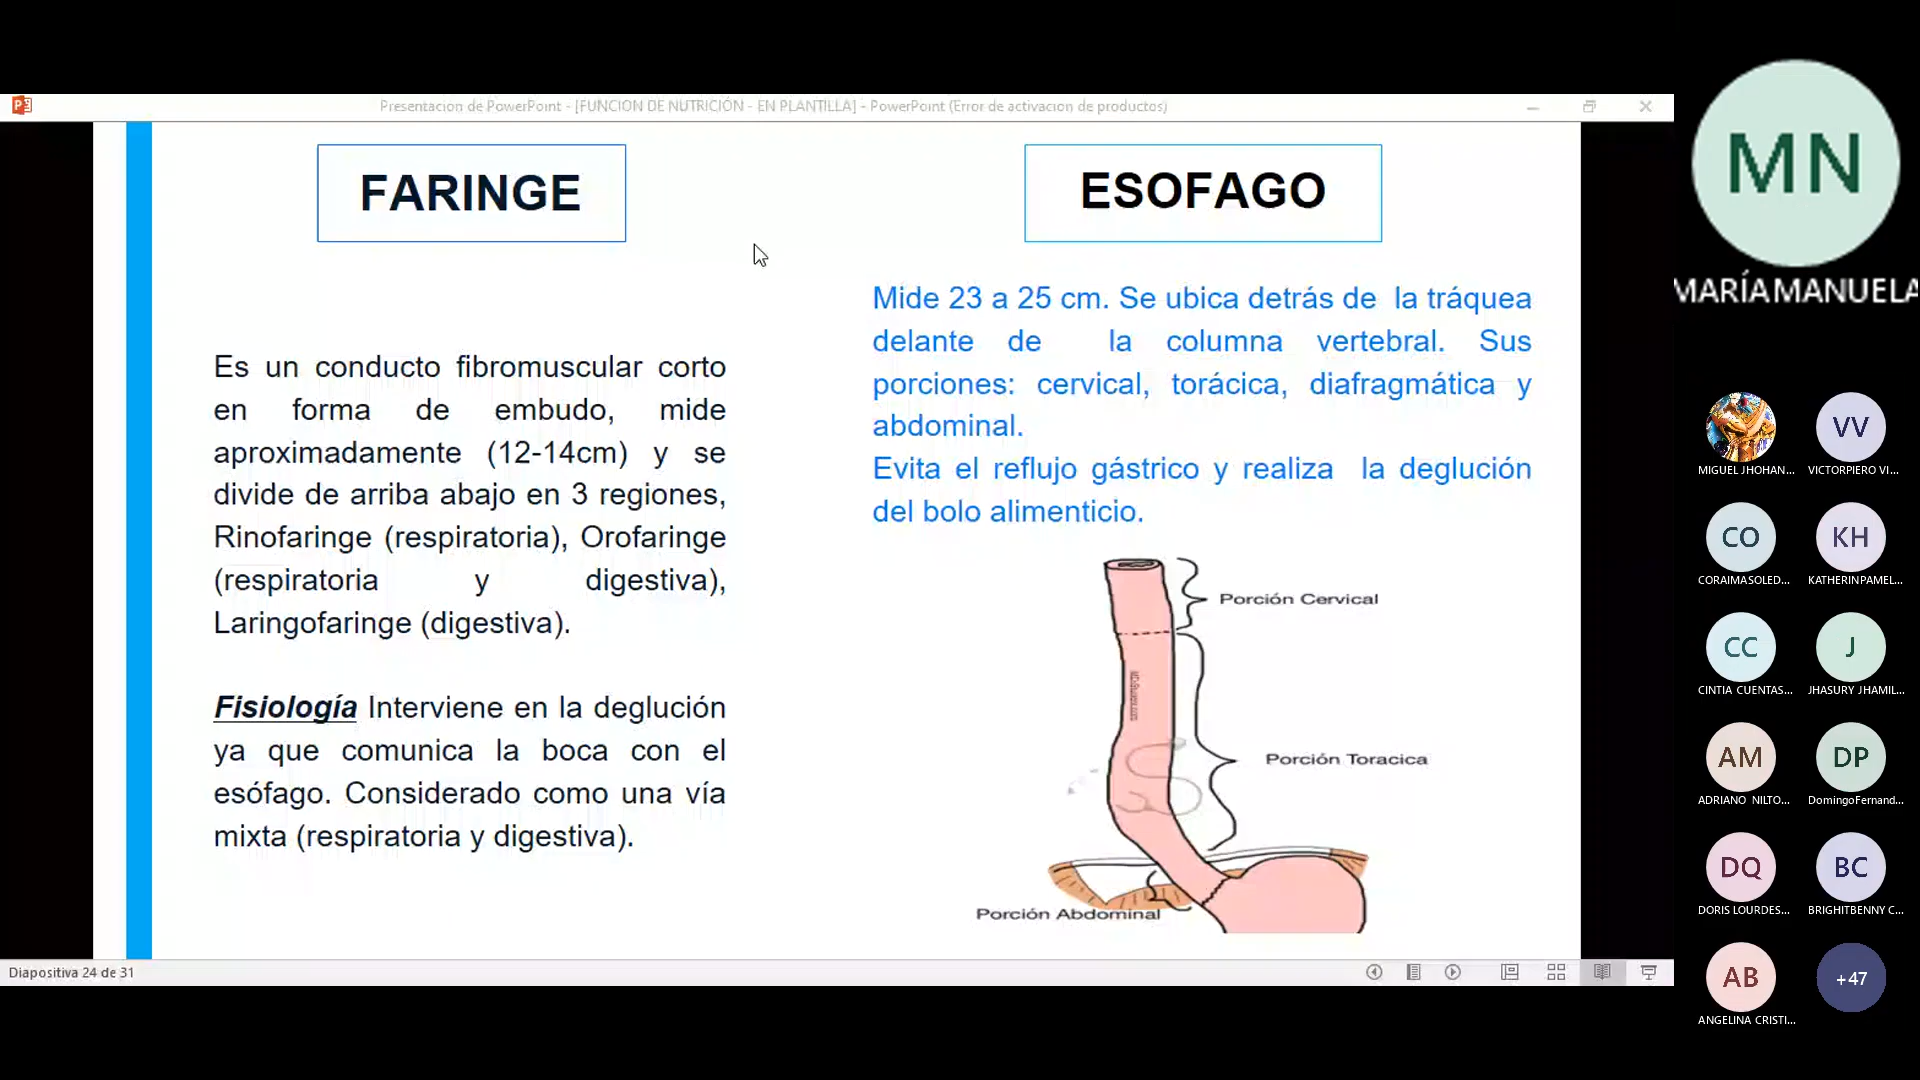 Presentación de PowerPoint - [FUNCION DE NUTRICIÓN - EN PLANTILLA] - PowerPoint (Error de activación de productos)
FARINGE
Es un conducto fibromuscular corto
en forma de embudo, mide
aproximadamente (12-14cm) y se
divide de arriba abajo en 3 regiones,
Rinofaringe (respiratoria), Orofaringe
(respiratoria y digestiva),
Laringofaringe (digestiva).
Fisiología Interviene en la deglución
ya que comunica la boca con el
esófago. Considerado como una vía
mixta (respiratoria y digestiva).
ESOFAGO
Mide 23 a 25 cm. Se ubica detrás de la tráquea
delante de la columna vertebral. Sus
porciones: cervical, torácica, diafragmática y
abdominal.
Evita el reflujo gástrico y realiza la deglución
del bolo alimenticio.
Porción Cervical
Porción Toracica
Porción Abdominal
Diapositiva 24 de 31
MN
MARÍA MANUELA
MIGUEL JHOHAN...
VV
VICTORPIERO VI...
CO
CORAIMASOLED...
KH
KATHERINPAMEL...
CC
CINTIA CUENTAS...
J
JHASURY JHAMIL...
AM
ADRIANO NILTO...
DP
DomingoFernand...
DQ
DORIS LOURDES...
BC
BRIGHITBENNY C...
AB
ANGELINA CRISTI...
+47